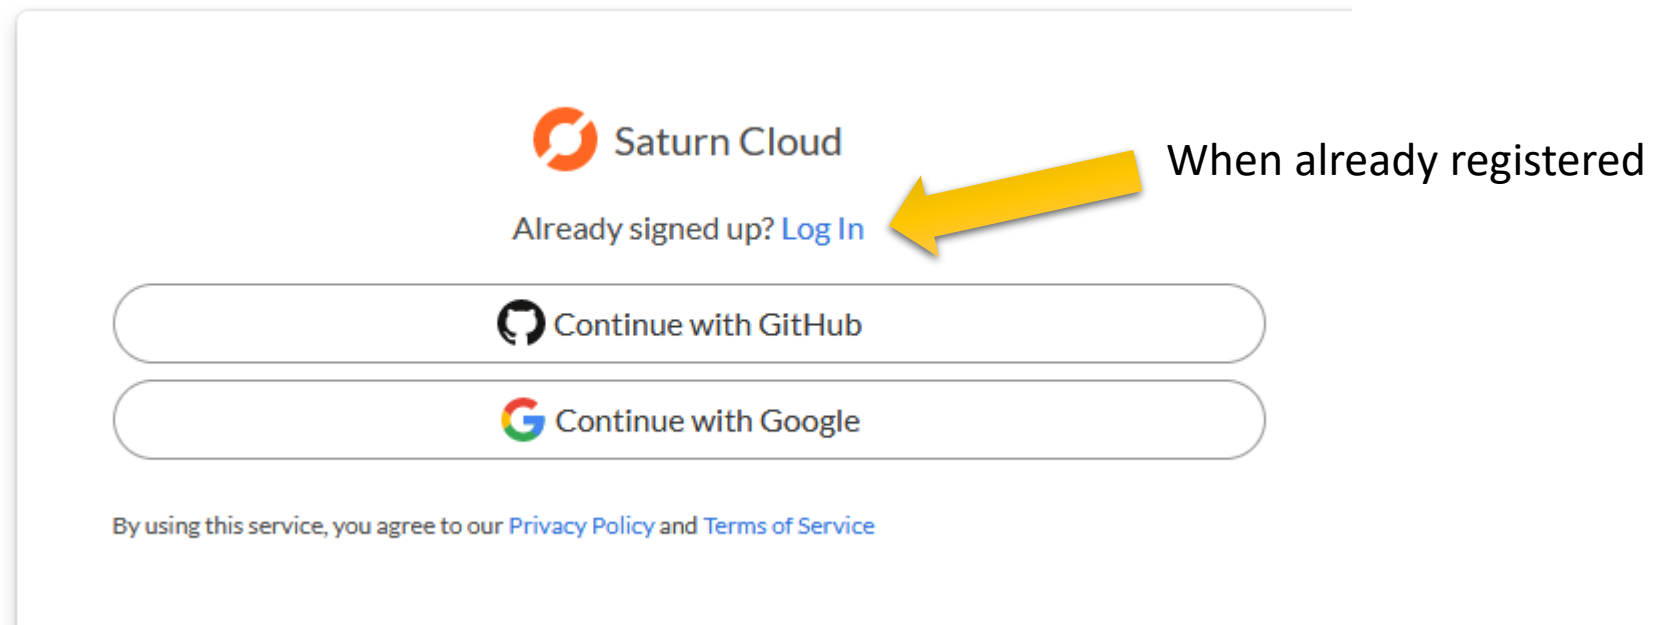 Saturn Cloud
When already registered
Already signed up? Log In
Continue with GitHub
Continue with Google
By using this service, you agree to our Privacy Policy and Terms of Service